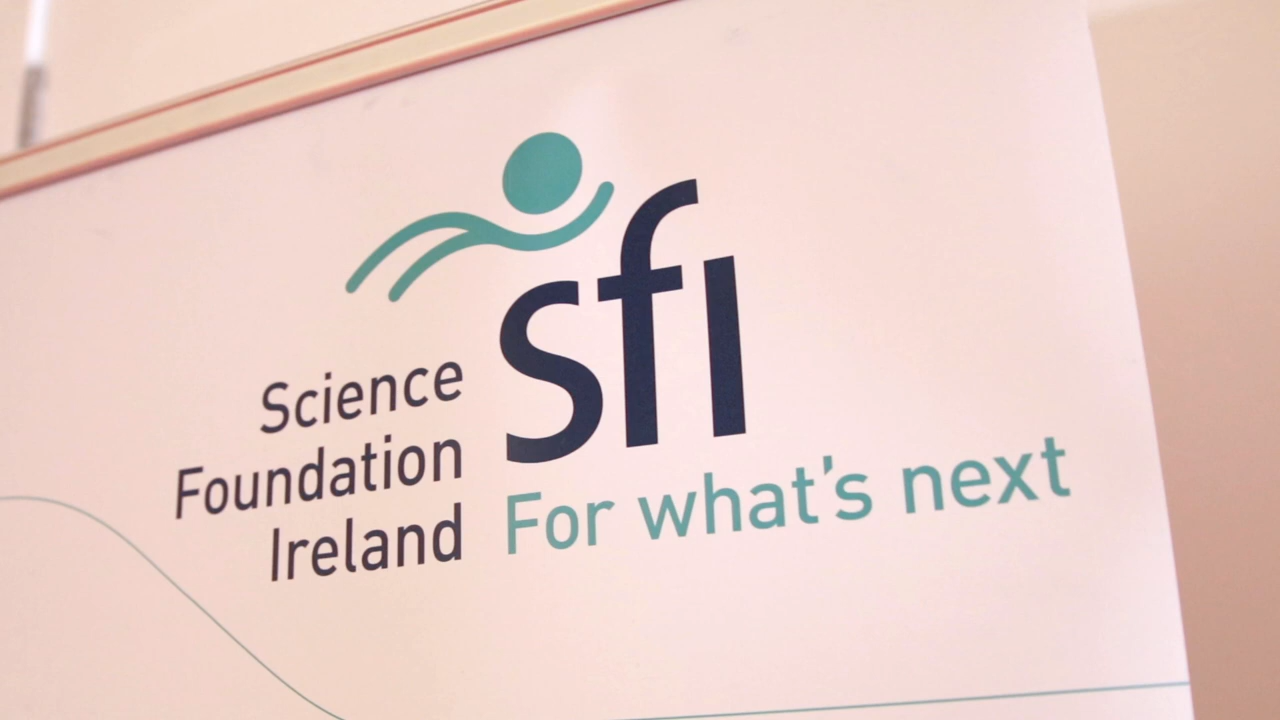 sfi
Science
Foundation
Ireland
For what's next